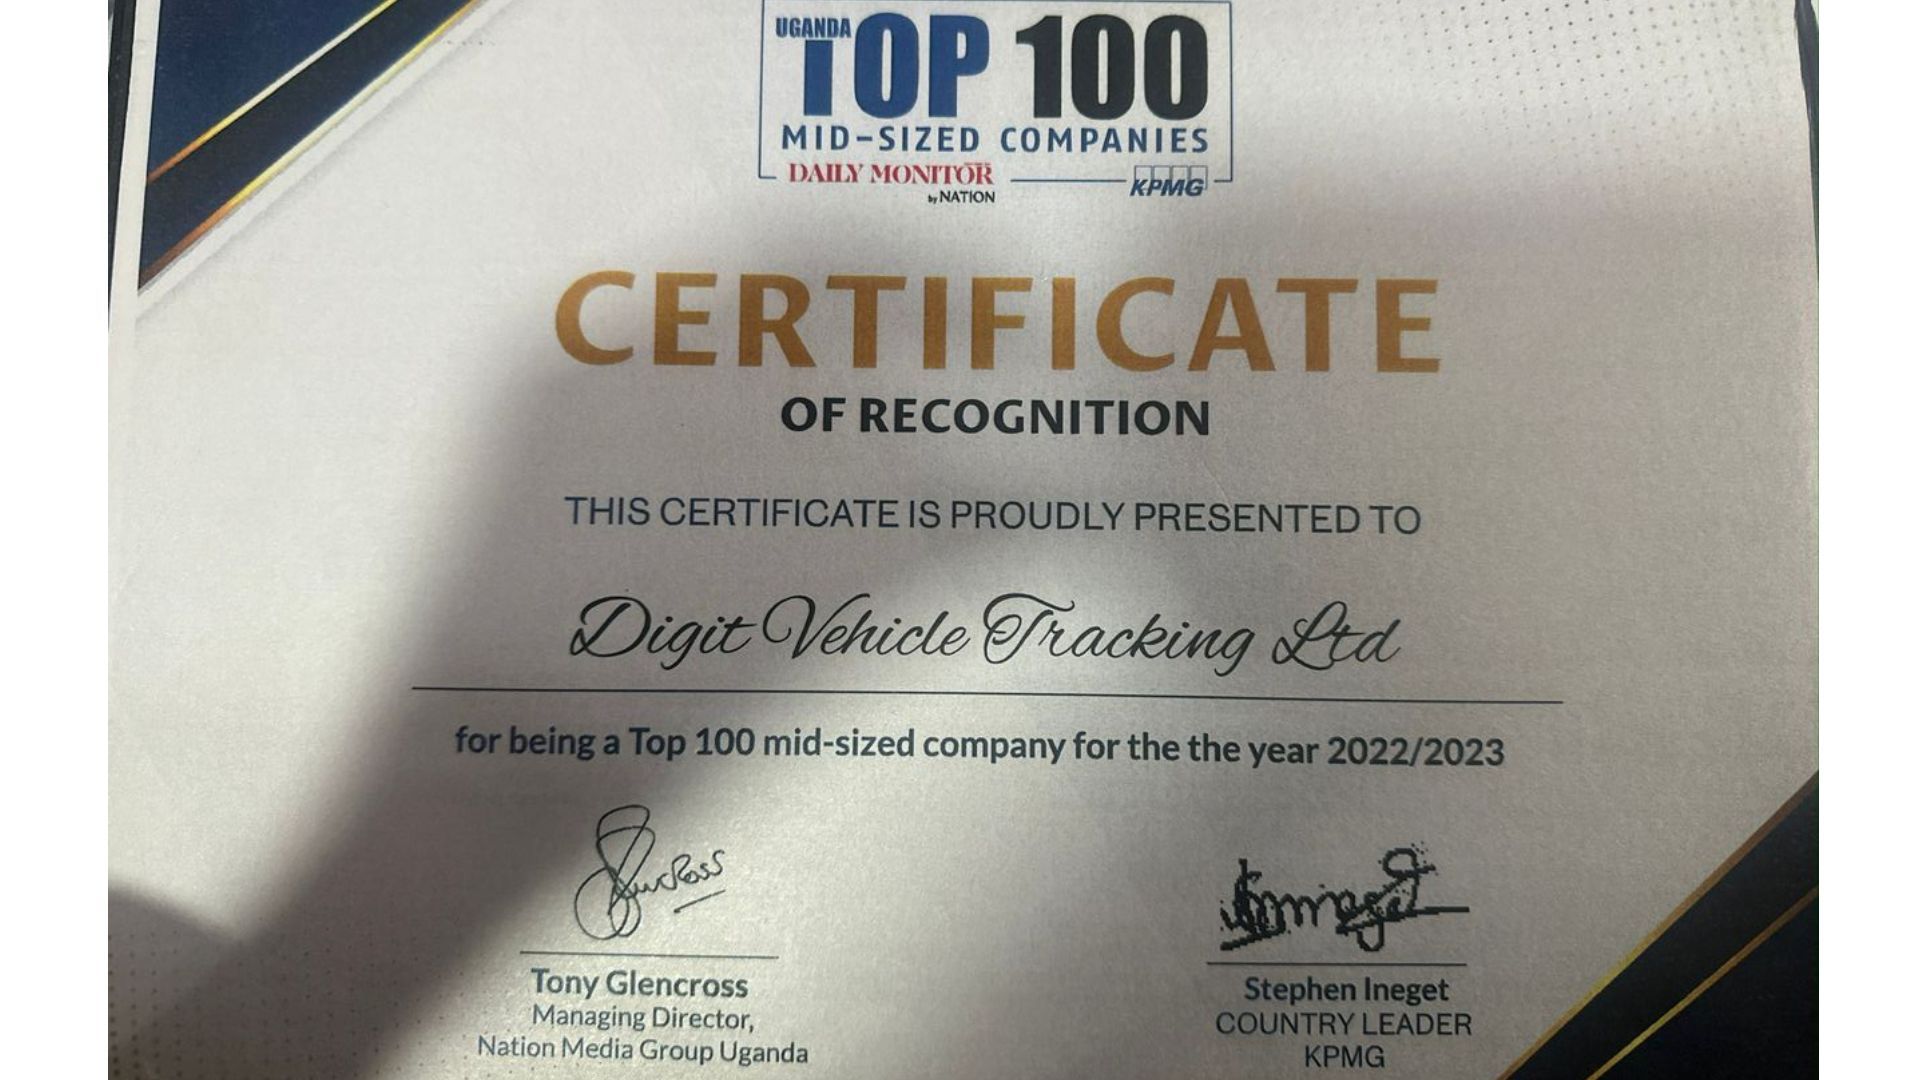 UGANDA
TOP 100
MID-SIZED COMPANIES
DAILY MONITOR
by NATION
KPMG
CERTIFICATE
OF RECOGNITION
THIS CERTIFICATE IS PROUDLY PRESENTED TO
Digit Vehicle Tracking Ltd
for being a Top 100 mid-sized company for the the year 2022/2023
Tony Glencross
Managing Director,
Nation Media Group Uganda
Stephen Ineget
COUNTRY LEADER
KPMG